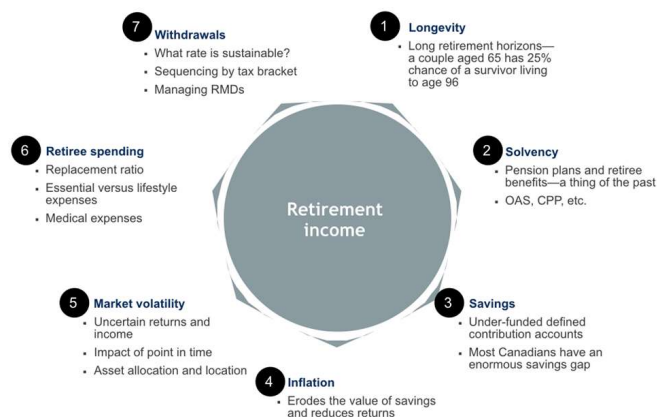 1
Longevity
• Long retirement horizons—
a couple aged 65 has 25%
chance of a survivor living
to age 96
2
Solvency
• Pension plans and retiree
benefits—a thing of the past
• OAS, CPP, etc.
3
Savings
• Under-funded defined
contribution accounts
• Most Canadians have an
enormous savings gap
4
Inflation
• Erodes the value of savings
and reduces returns
5
Market volatility
• Uncertain returns and
income
• Impact of point in time
• Asset allocation and location
6
Retiree spending
• Replacement ratio
• Essential versus lifestyle
expenses
• Medical expenses
7
Withdrawals
• What rate is sustainable?
• Sequencing by tax bracket
• Managing RMDs
Retirement
income